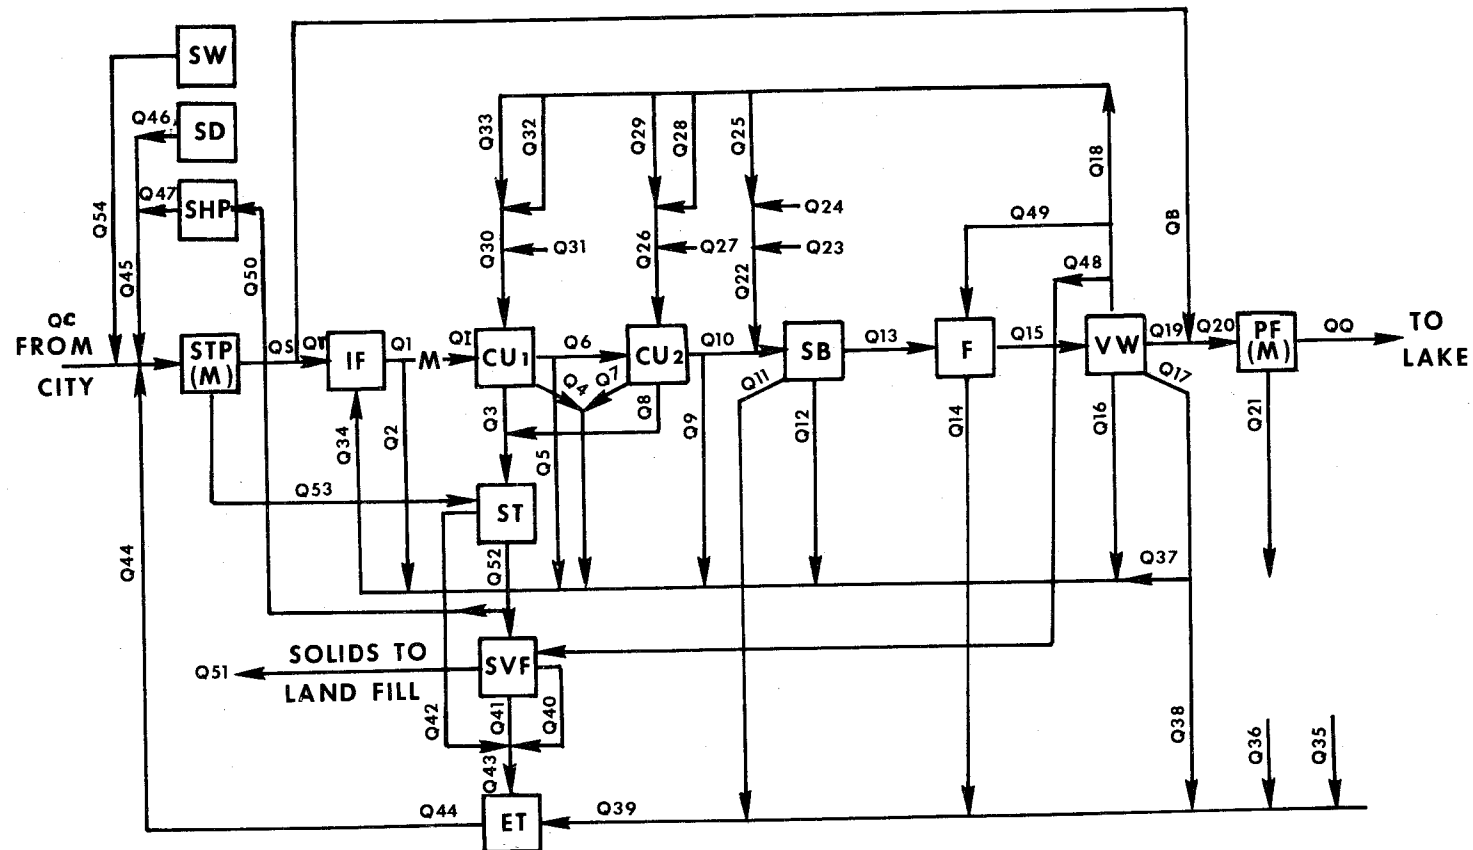 SW
Q46
SD
Q33
Q32
Q29
Q28
Q25
Q18
Q54
Q47
SHP
Q24
Q49
QB
Q45
Q50
Q30
Q31
Q26
Q27
Q23
Q22
Q48
QC
FROM
CITY
STP
(M)
QS
QT
IF
Q1
M
QI
CU1
Q6
CU2
Q10
SB
Q13
F
Q15
VW
Q19
Q20
PF
(M)
QQ
TO
LAKE
Q34
Q2
Q3
Q4
Q7
Q8
Q5
Q9
Q11
Q12
Q14
Q16
Q17
Q21
Q53
ST
Q44
Q52
Q37
SOLIDS TO
LAND FILL
Q51
SVF
Q42
Q41
Q40
Q38
Q36
Q35
Q43
Q44
ET
Q39